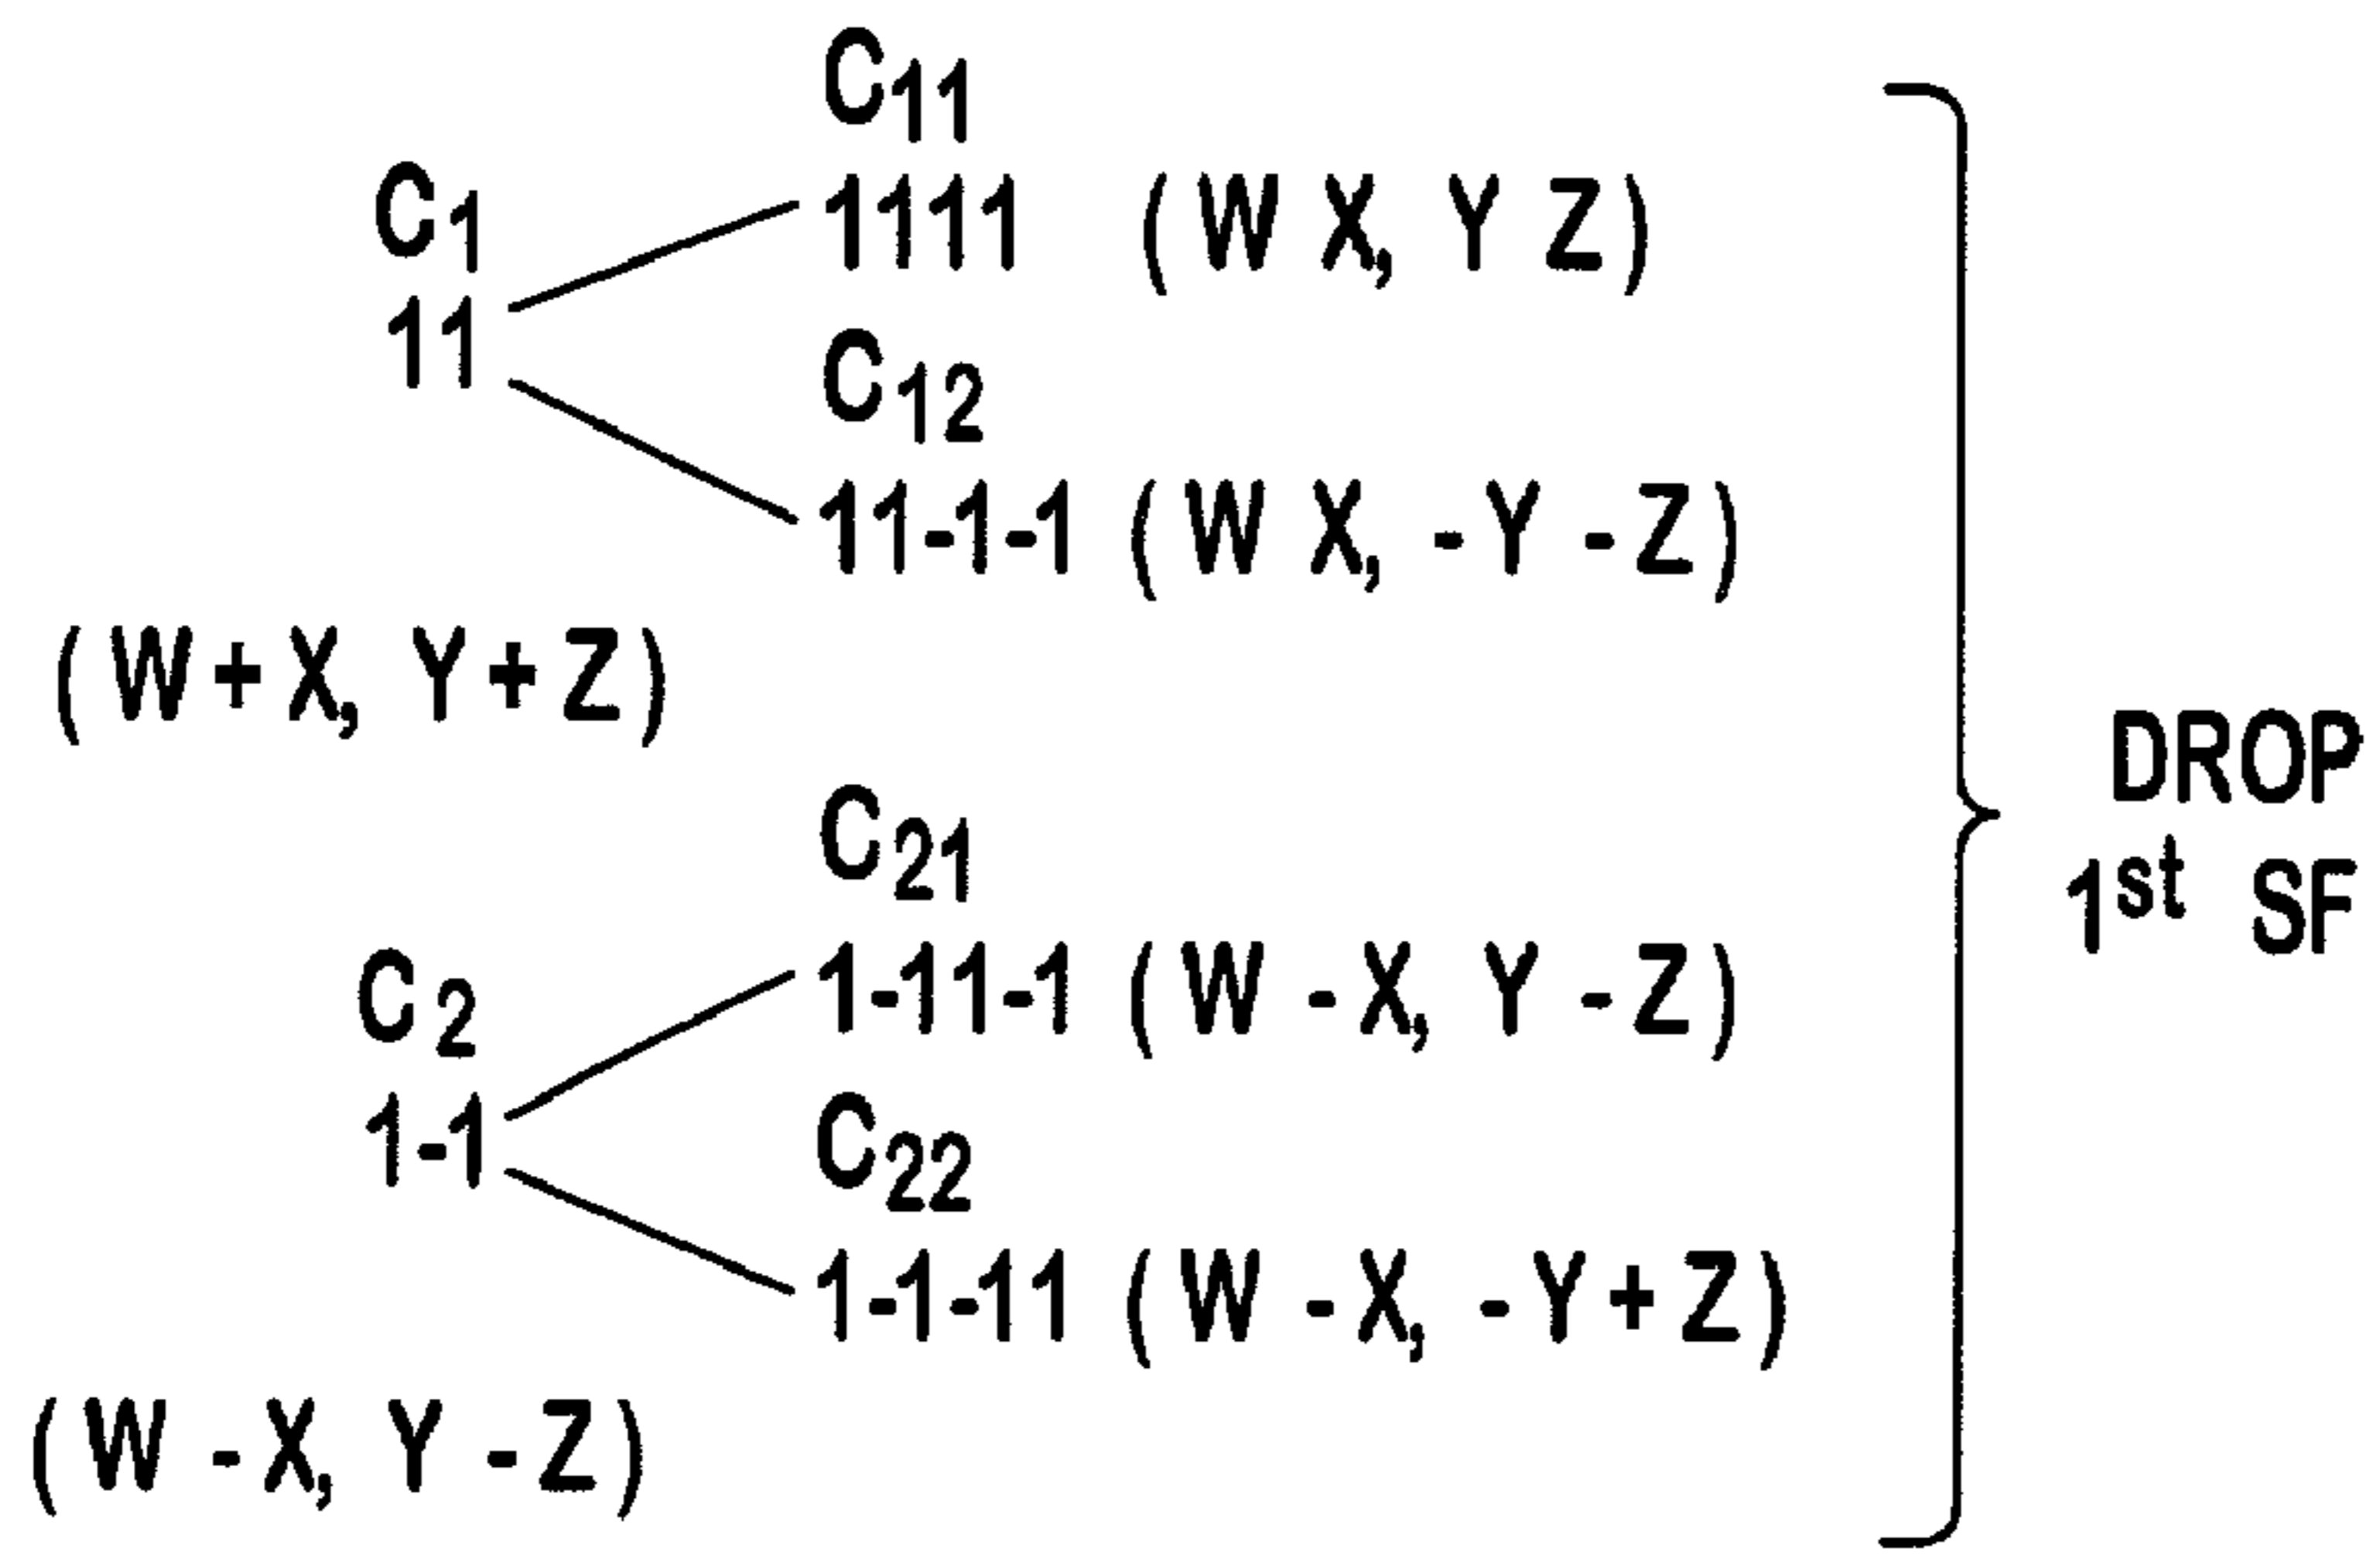 C11
C1
1111 (W X, Y Z)
11
C12
11-1-1 (W X, -Y -Z)
(W+X, Y+Z)
DROP
1st SF
C21
C2
1-11-1 (W -X, Y -Z)
1-1
C22
1-1-11 (W -X, -Y+Z)
(W -X, Y -Z)